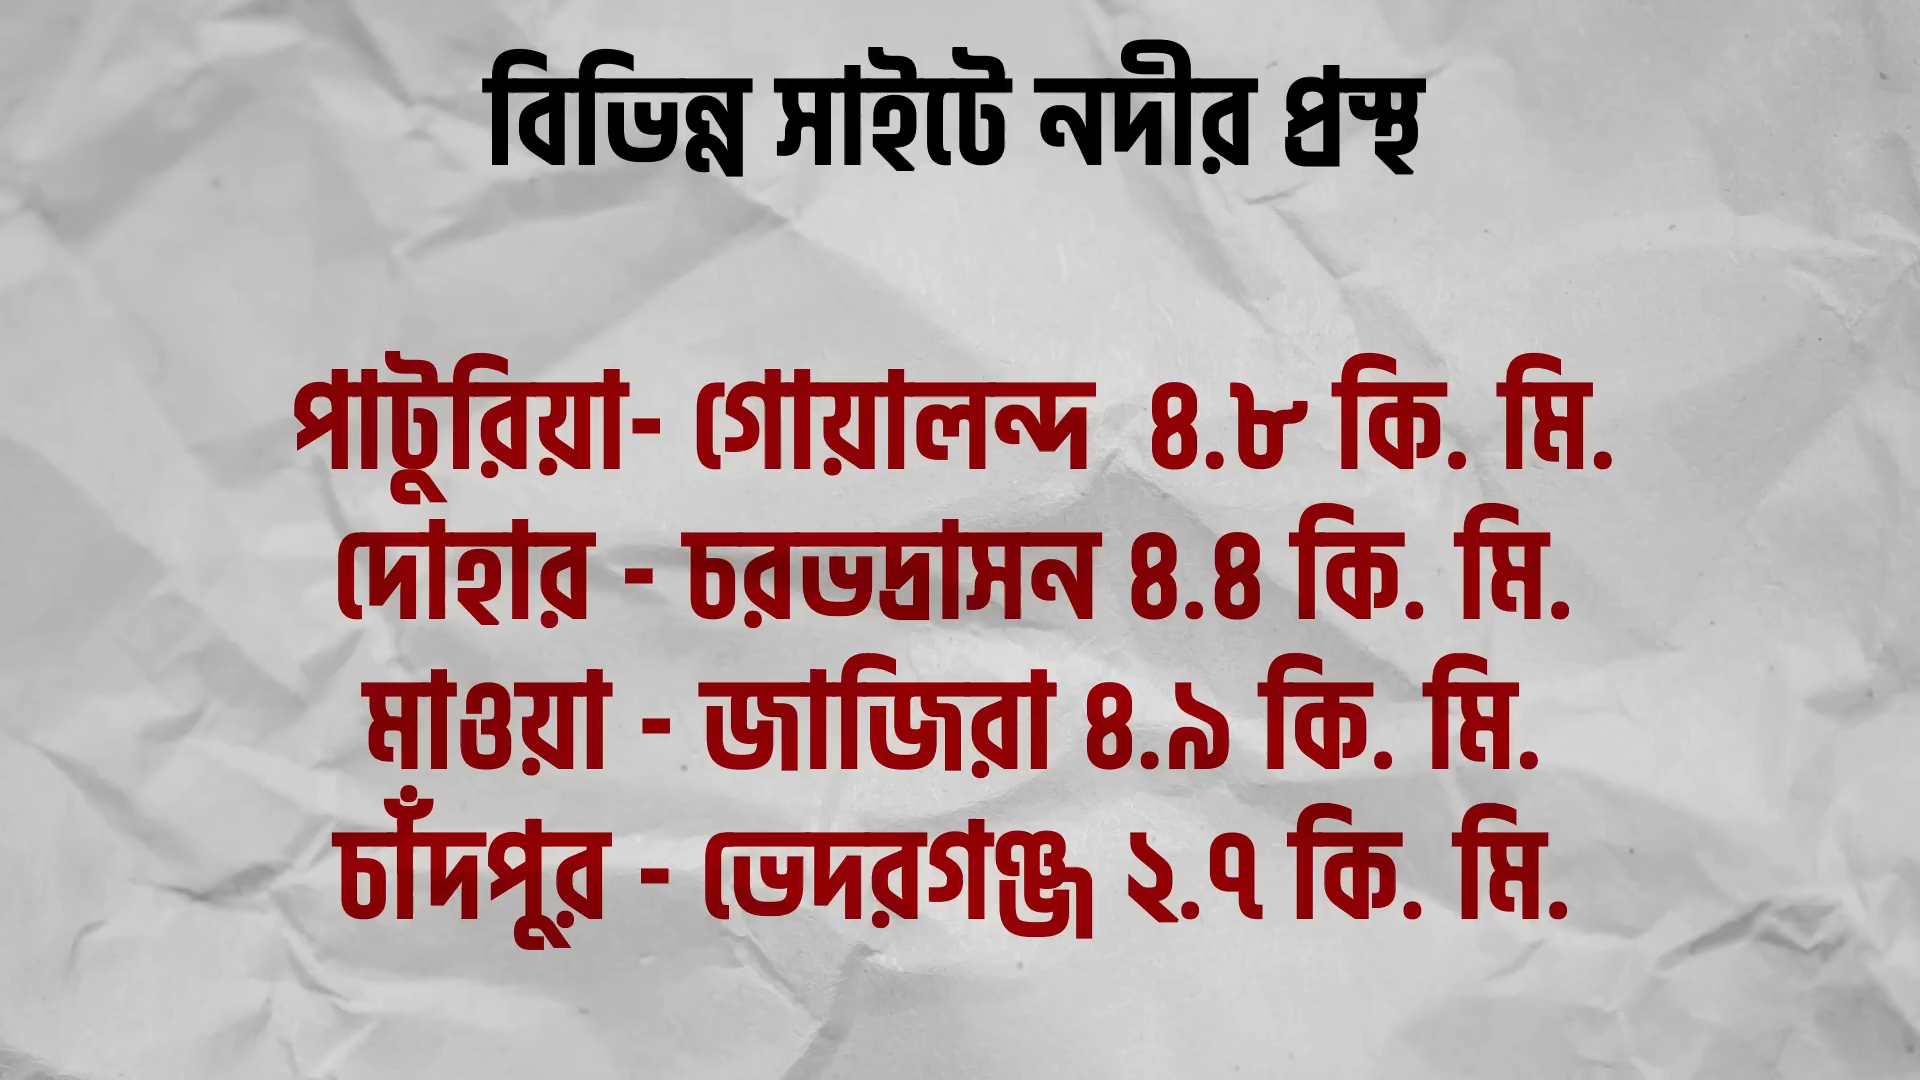 বিভিন্ন সাইটে নদীর প্রস্থ
পাটুরিয়া- গোয়ালন্দ ৪.৮ কি. মি.
দোহার - চরভদ্রাসন ৪.৪ কি. মি.
মাওয়া - জাজিরা ৪.৯ কি. মি.
চাঁদপুর - ভেদরগঞ্জ ২.৭ কি. মি.